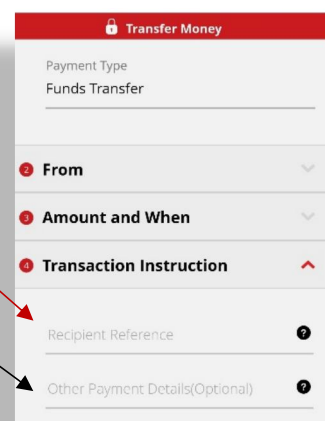 Transfer Money
Payment Type
Funds Transfer
2 From
3 Amount and When
4 Transaction Instruction
Recipient Reference ?
Other Payment Details(Optional) ?